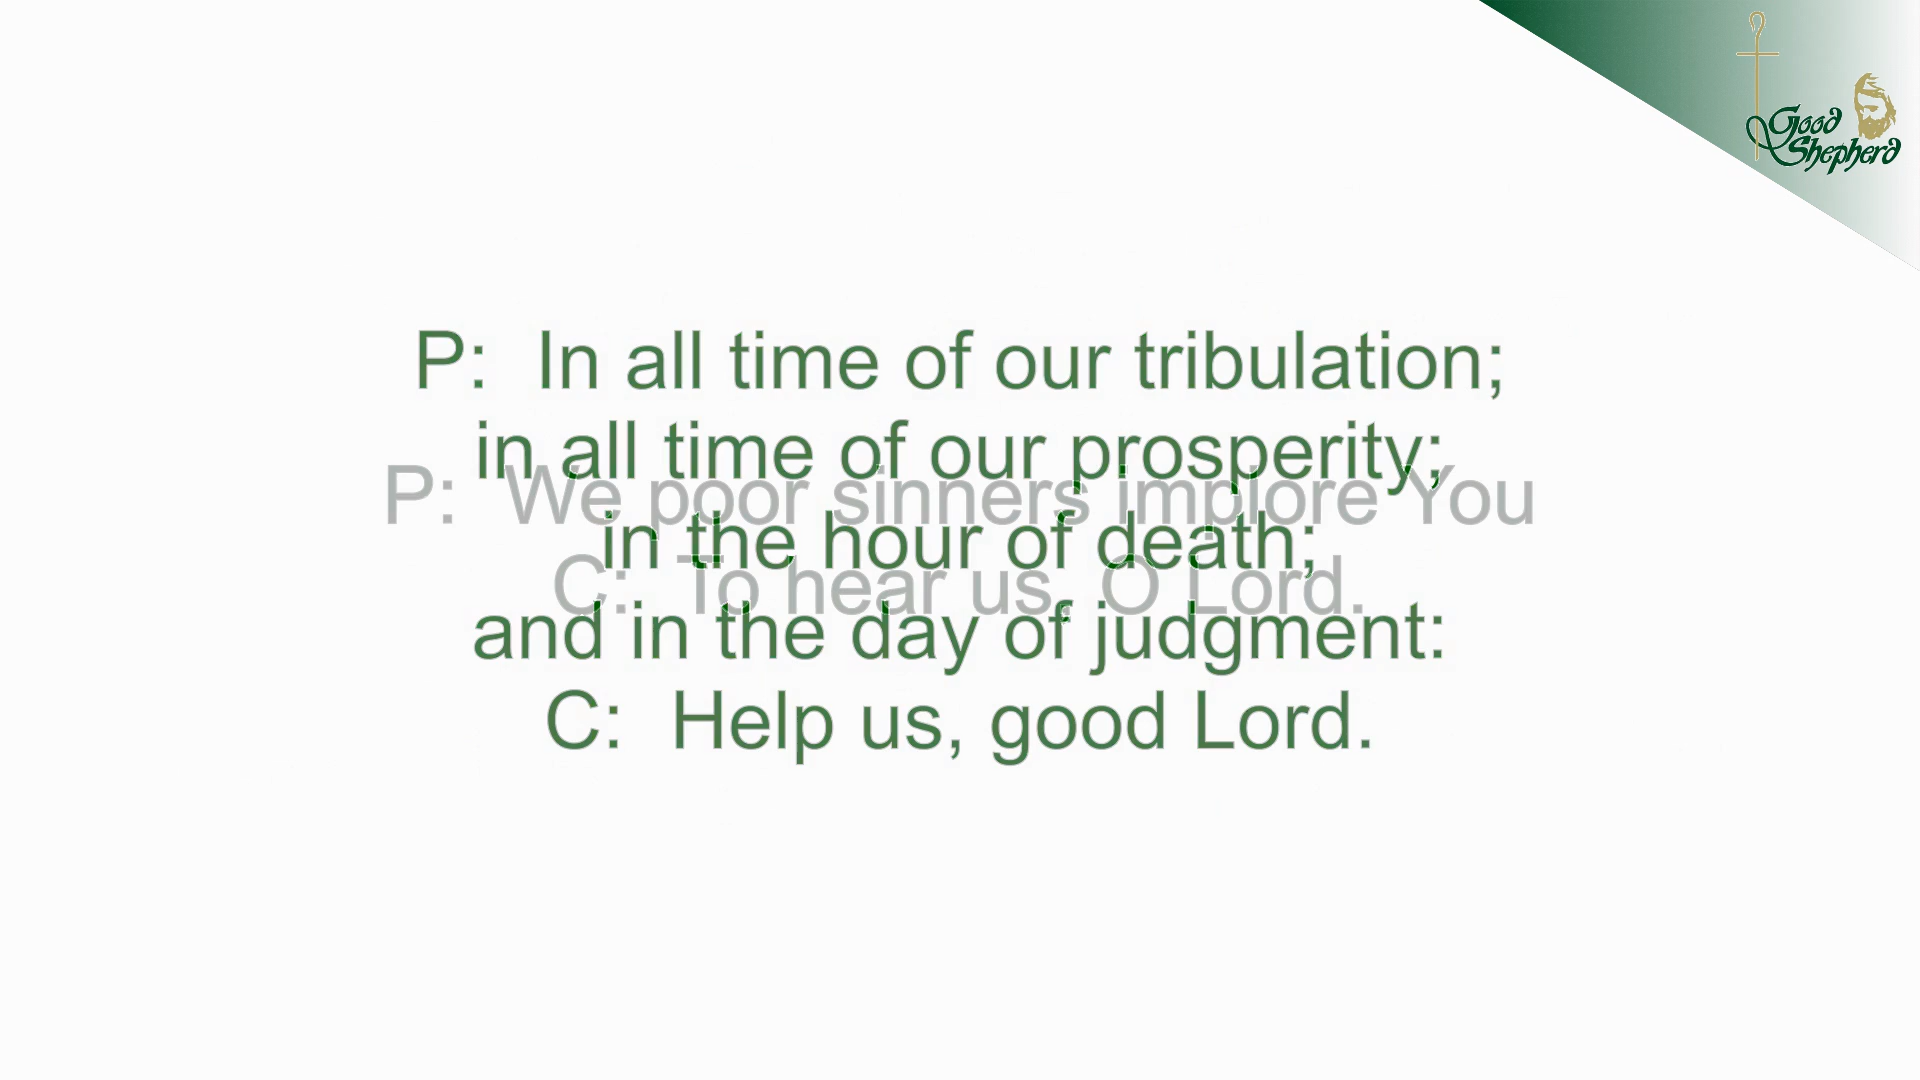 Good
Shepherd
P: In all time of our tribulation;
in all time of our prosperity;
in the hour of death;
and in the day of judgment:
C: Help us, good Lord.
P: We poor sinners implore You
C: To hear us, O Lord.